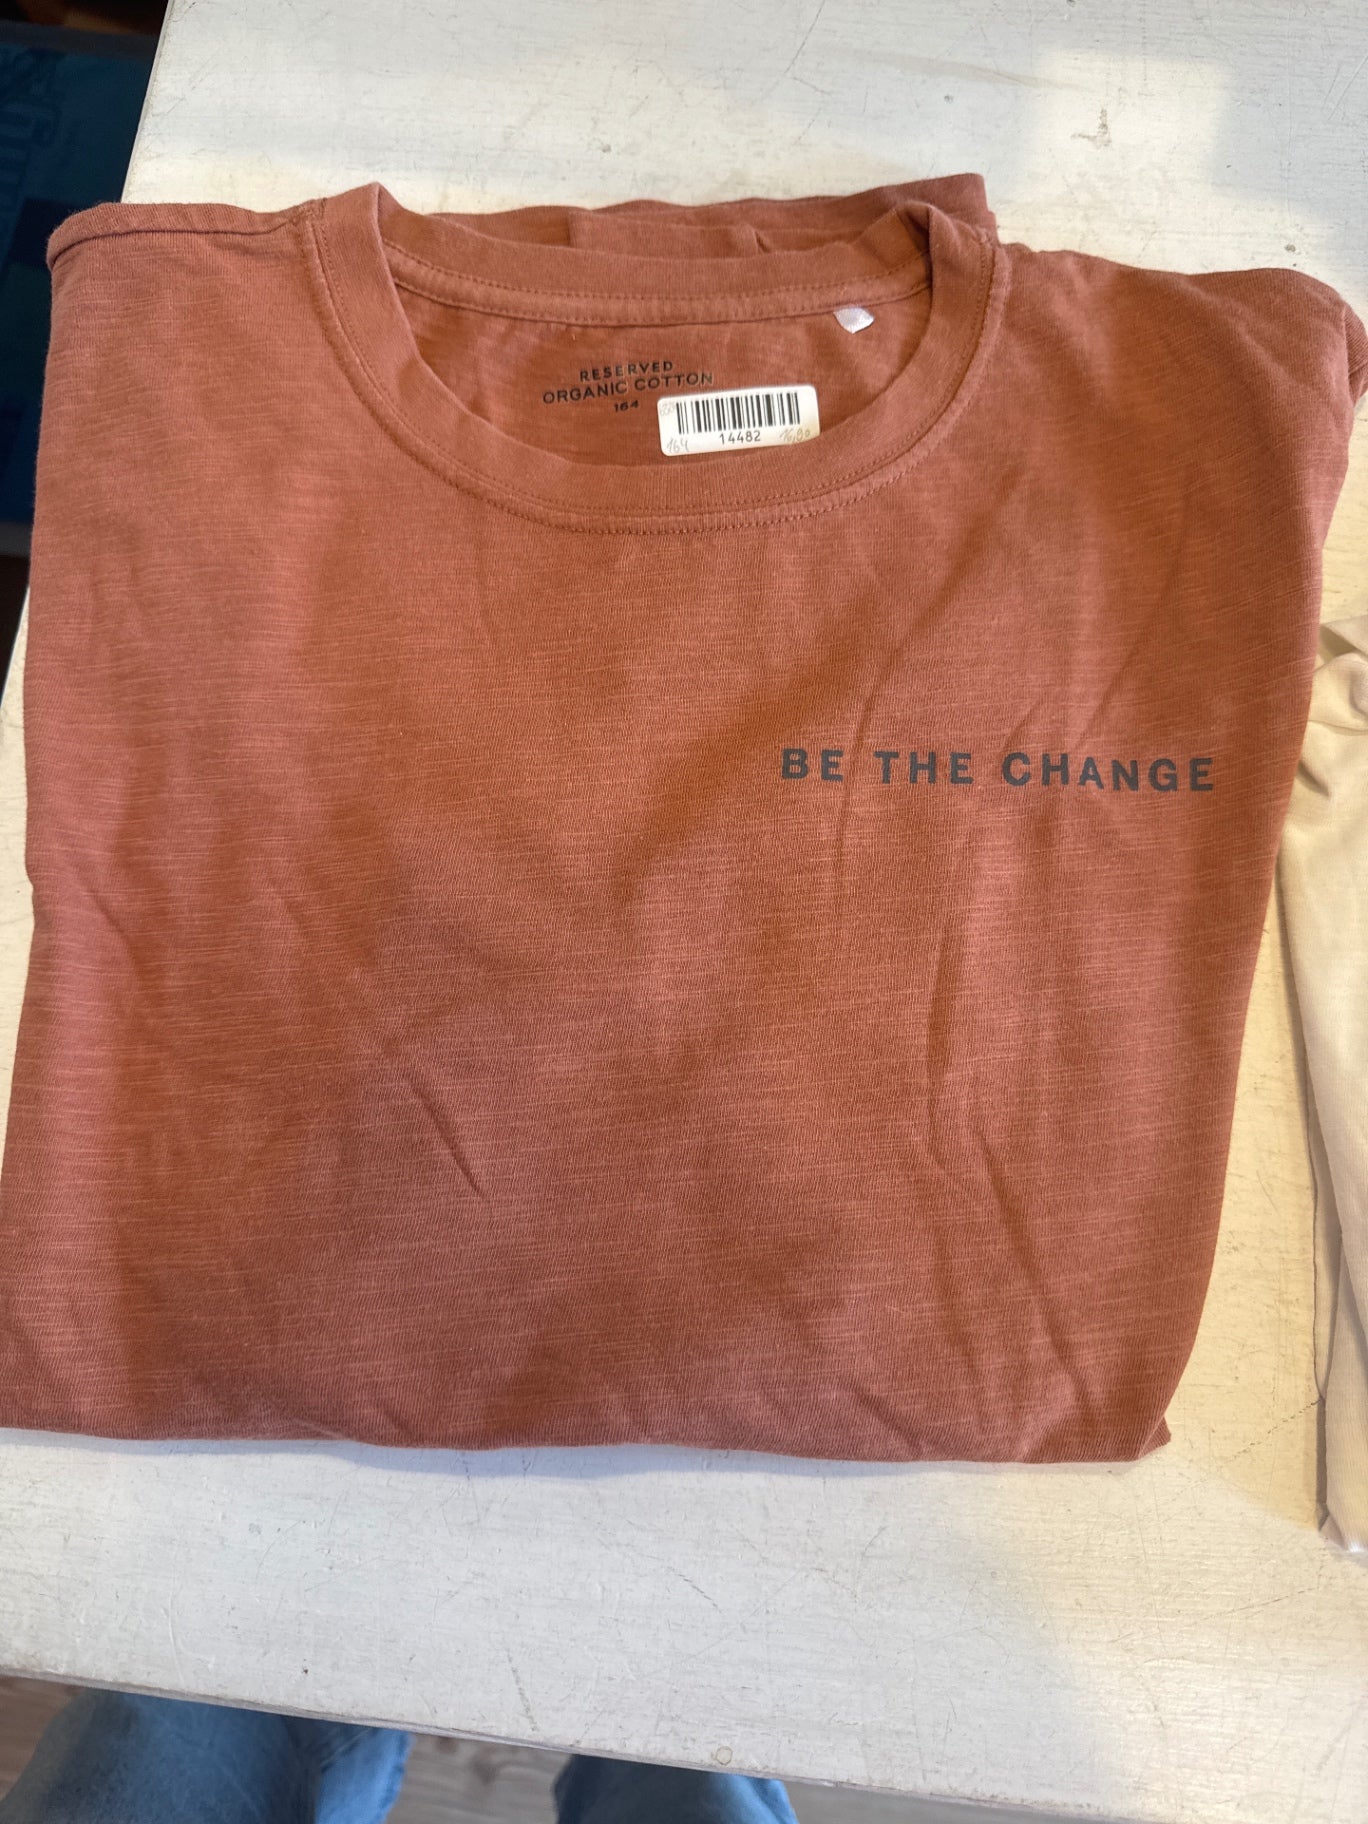 RESERVED
ORGANIC COTTON
164
14482
164
BE THE CHANGE